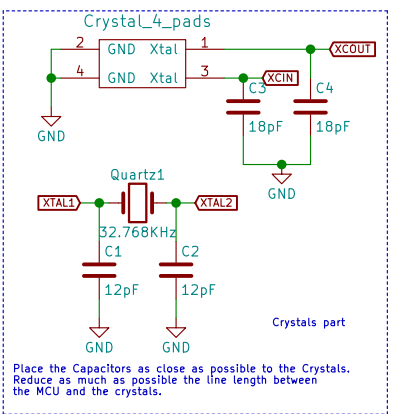 Crystal_4_pads
2 GND Xtal 1 XCOUT
4 GND Xtal 3 XCIN
C3 C4
GND 18pF 18pF
Quartz1 GND
XTAL1 XTAL2
32.768KHz
C1 C2
12pF 12pF
Crystals part
GND GND
Place the Capacitors as close as possible to the Crystals.
Reduce as much as possible the line length between
the MCU and the crystals.